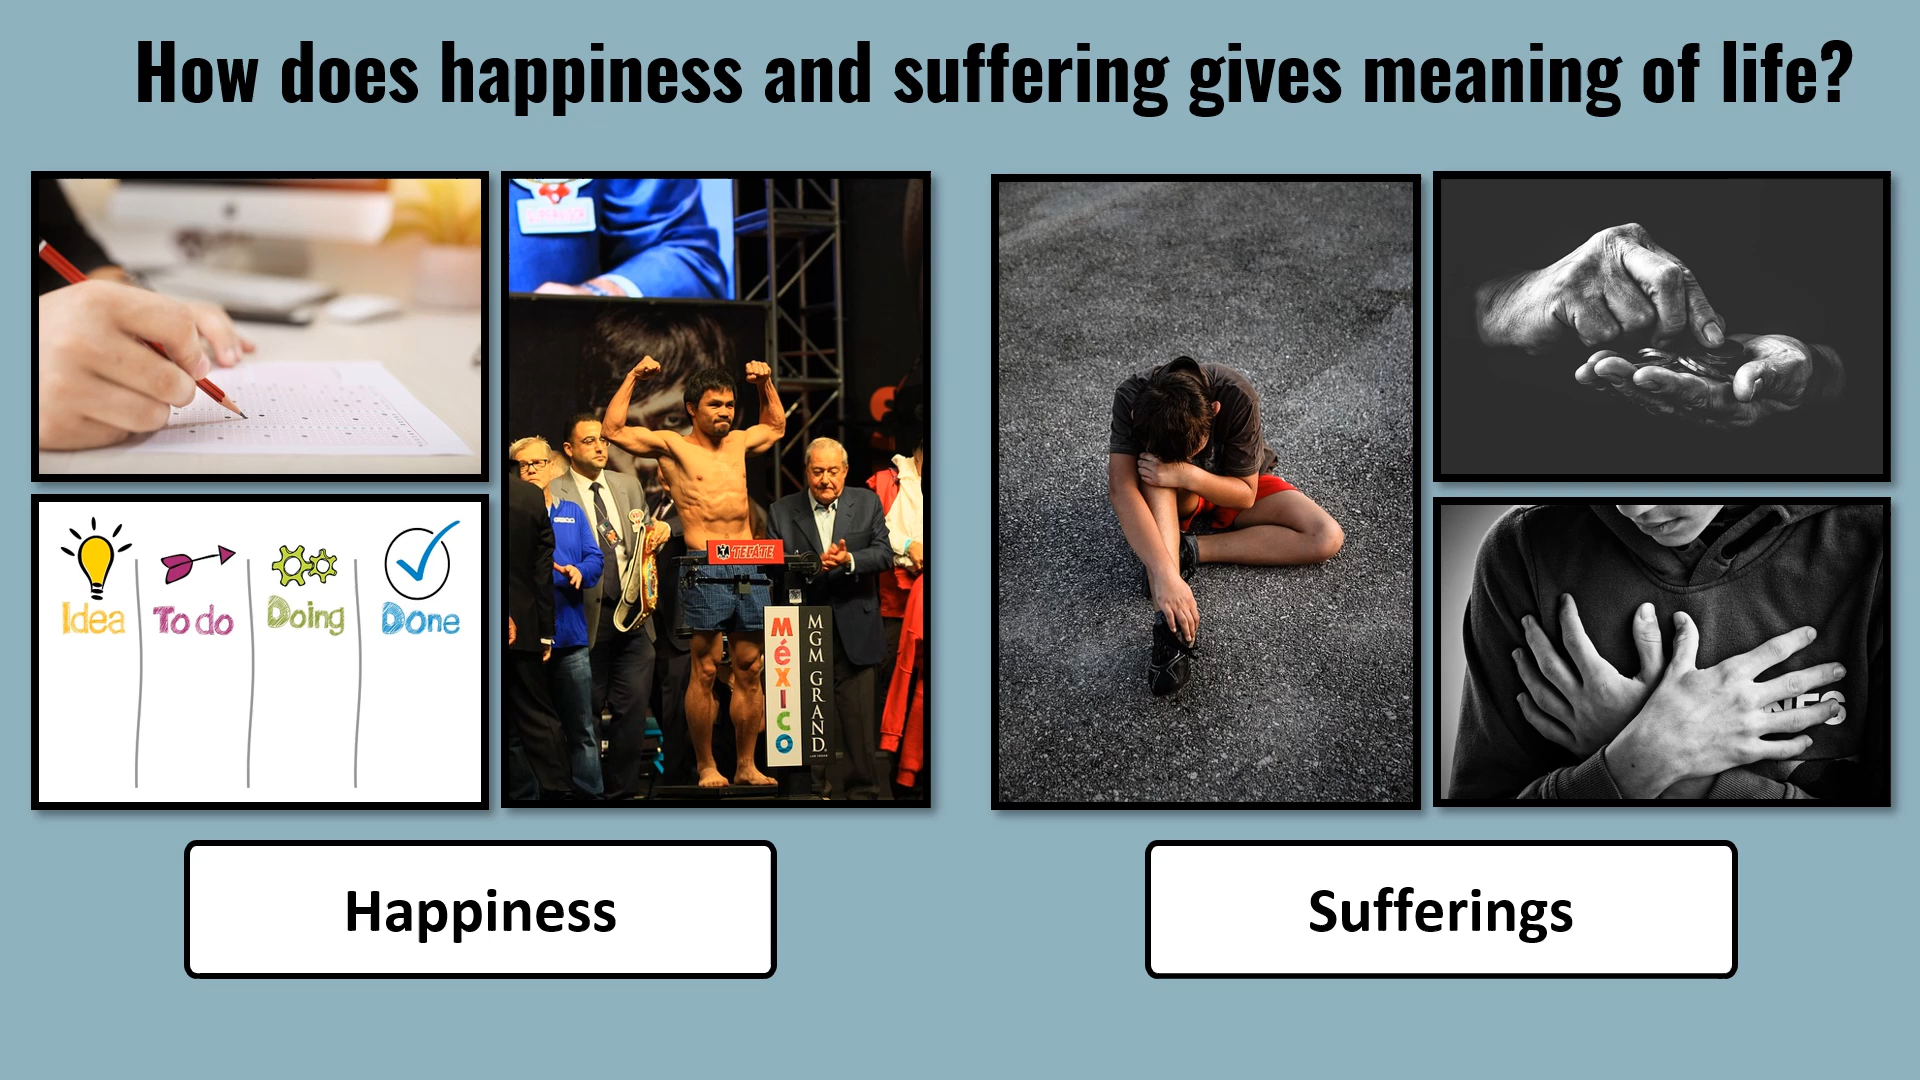 How does happiness and suffering gives meaning of life?
Idea
To do
Doing
Done
TECATE
México
MGM GRAND
Happiness
Sufferings